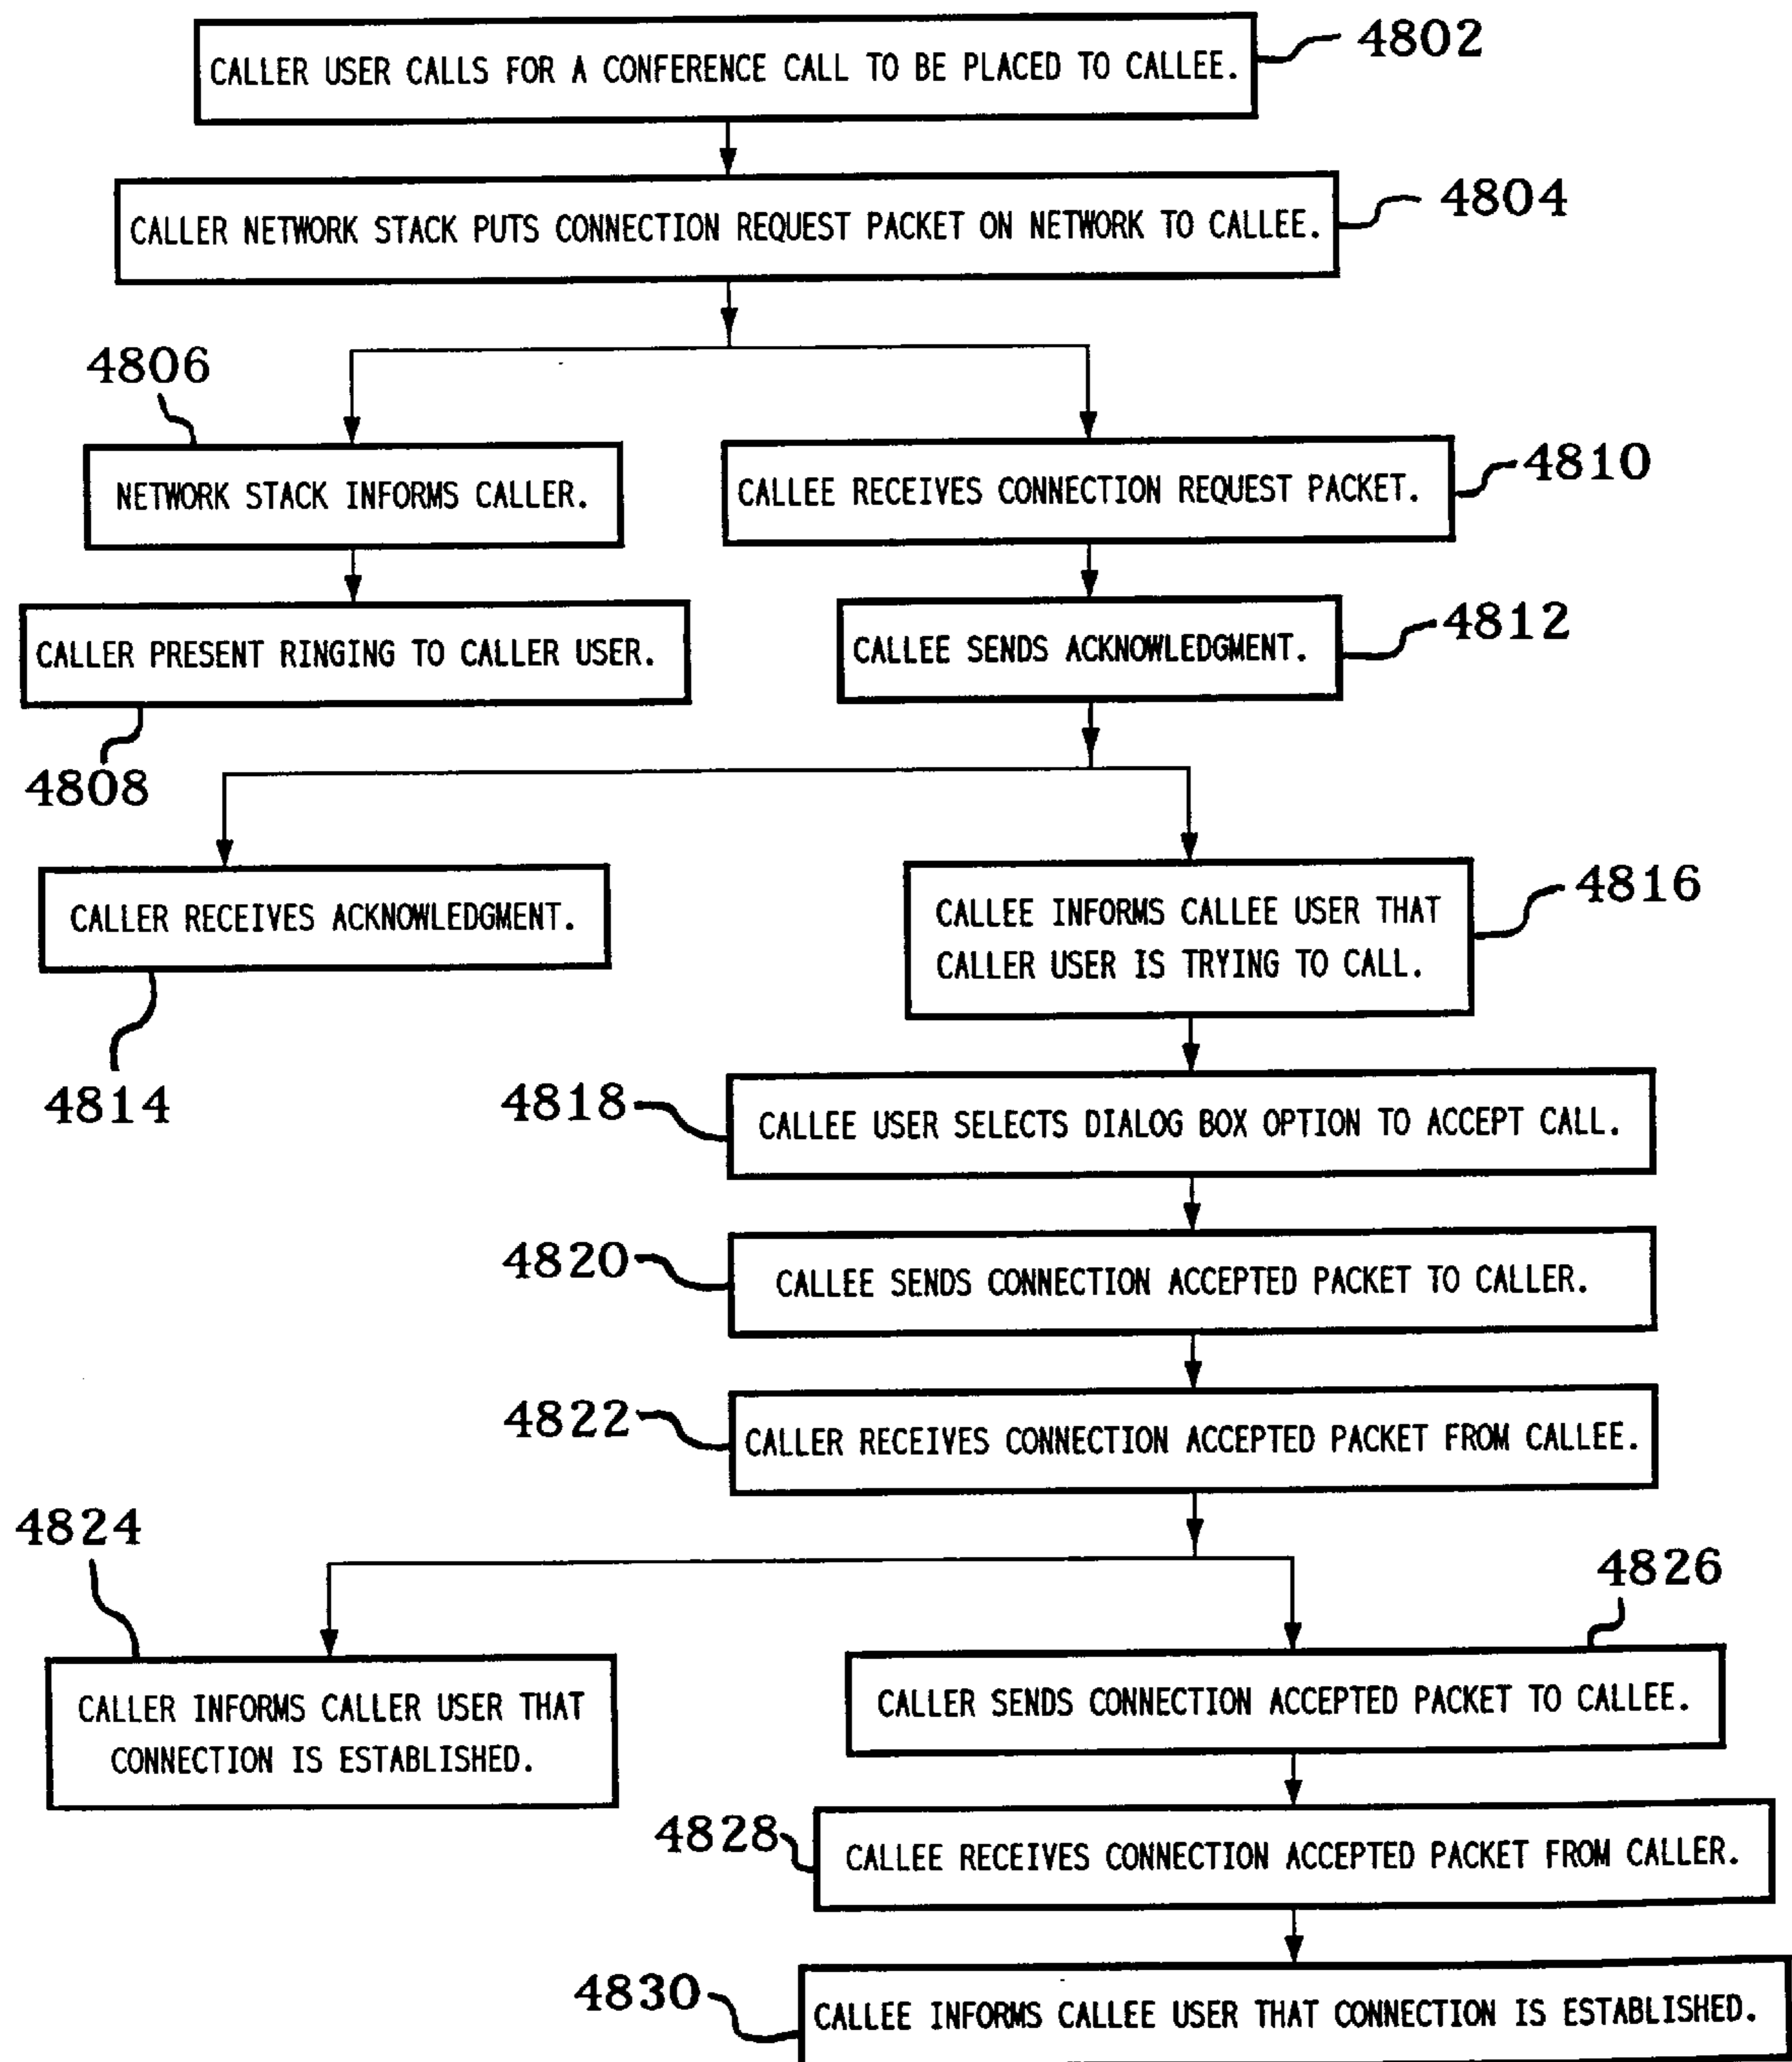 CALLER USER CALLS FOR A CONFERENCE CALL TO BE PLACED TO CALLEE.
4802
CALLER NETWORK STACK PUTS CONNECTION REQUEST PACKET ON NETWORK TO CALLEE.
4804
4806
NETWORK STACK INFORMS CALLER.
CALLEE RECEIVES CONNECTION REQUEST PACKET.
4810
CALLER PRESENT RINGING TO CALLER USER.
4808
CALLEE SENDS ACKNOWLEDGMENT.
4812
CALLER RECEIVES ACKNOWLEDGMENT.
4814
CALLEE INFORMS CALLEE USER THAT
CALLER USER IS TRYING TO CALL.
4816
4818
CALLEE USER SELECTS DIALOG BOX OPTION TO ACCEPT CALL.
4820
CALLEE SENDS CONNECTION ACCEPTED PACKET TO CALLER.
4822
CALLER RECEIVES CONNECTION ACCEPTED PACKET FROM CALLEE.
4824
CALLER INFORMS CALLER USER THAT
CONNECTION IS ESTABLISHED.
4826
CALLER SENDS CONNECTION ACCEPTED PACKET TO CALLEE.
4828
CALLEE RECEIVES CONNECTION ACCEPTED PACKET FROM CALLER.
4830
CALLEE INFORMS CALLEE USER THAT CONNECTION IS ESTABLISHED.